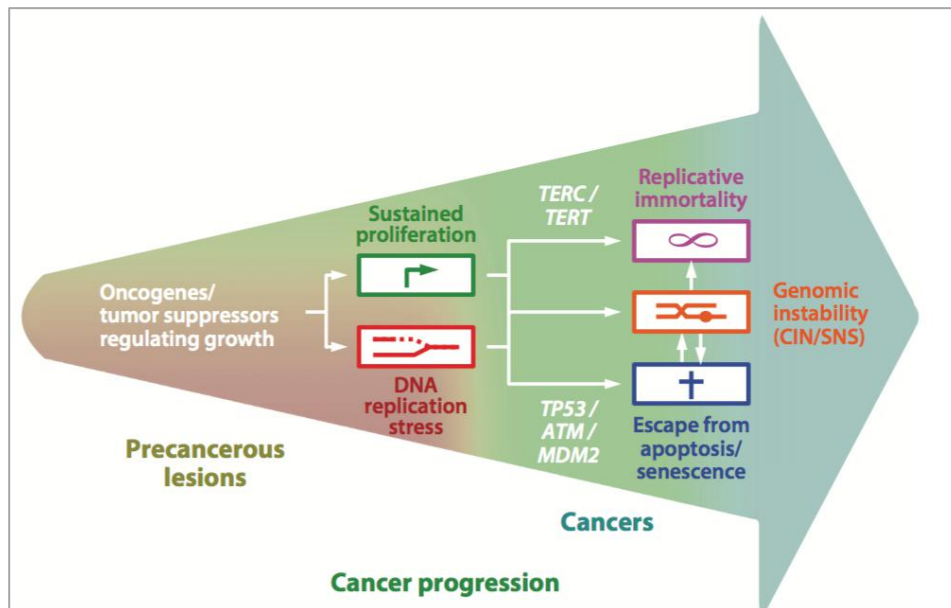 Oncogenes/
tumor suppressors
regulating growth
Sustained
proliferation
DNA
replication
stress
TERC /
TERT
TP53 /
ATM /
MDM2
Replicative
immortality
∞
Genomic
instability
(CIN/SNS)
Escape from
apoptosis/
senescence
Precancerous
lesions
Cancers
Cancer progression